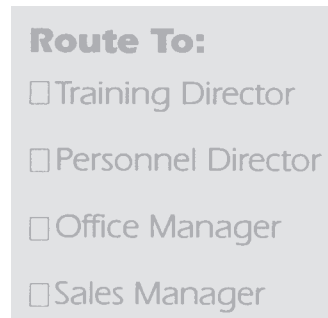 Route To:
Training Director
Personnel Director
Office Manager
Sales Manager